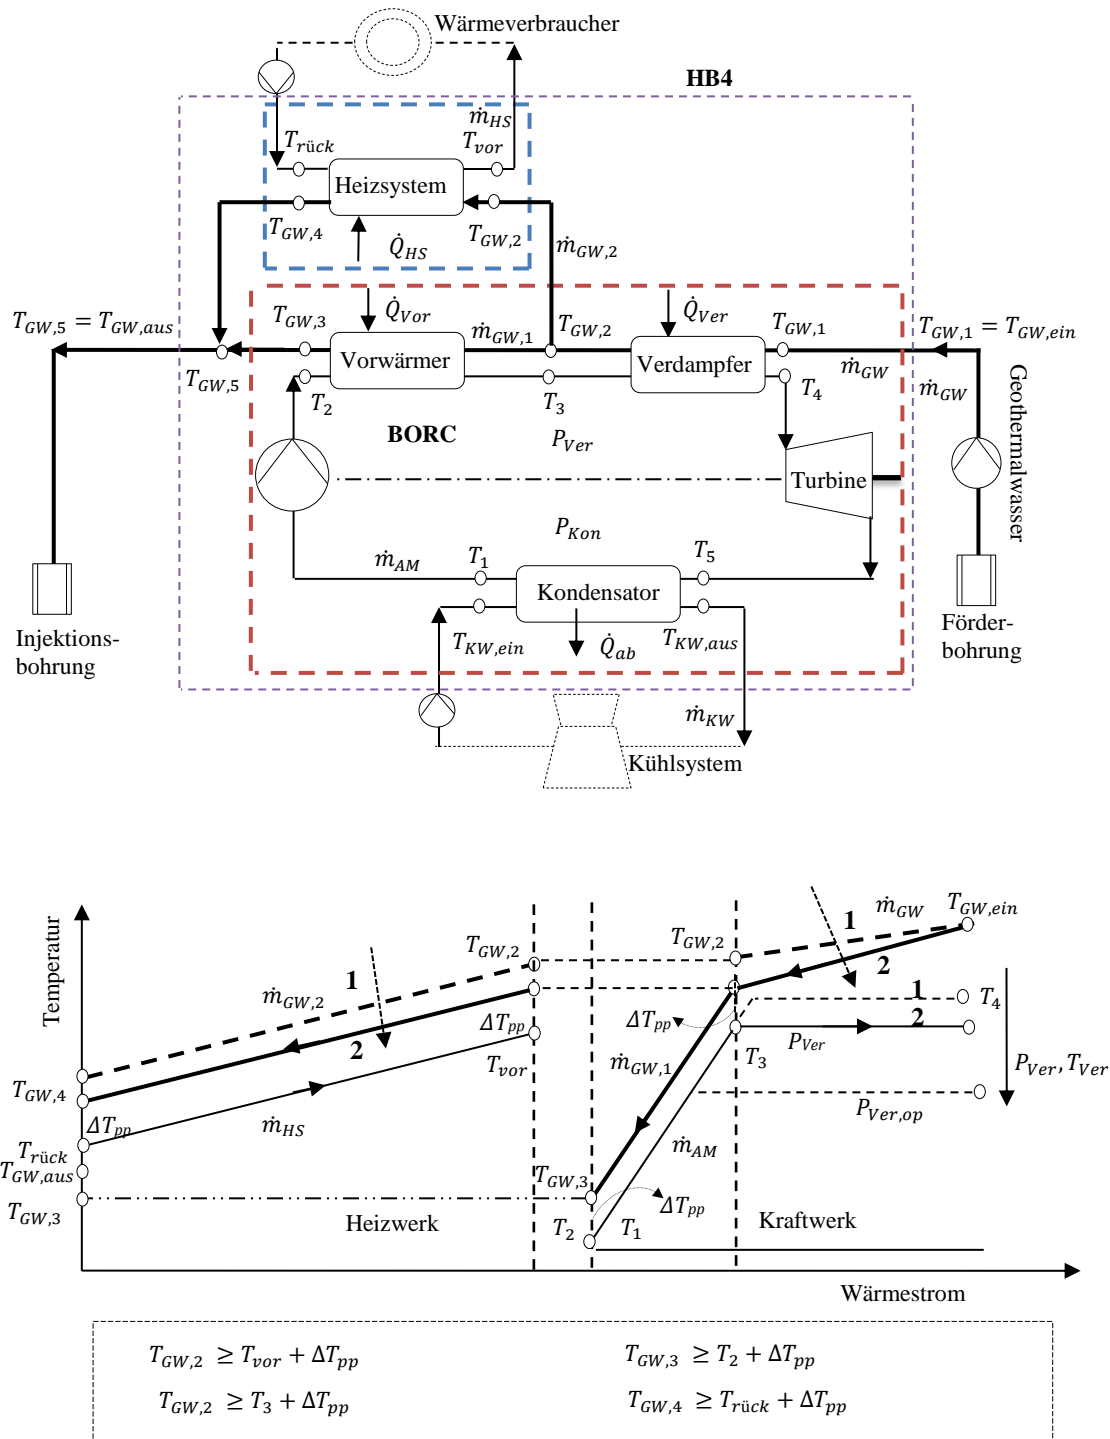 Wärmeverbraucher
HB4
ṁ_HS
T_rück
T_vor
Heizsystem
T_GW,4
Q̇_HS
T_GW,2
ṁ_GW,2
T_GW,5 = T_GW,aus
T_GW,3
Q̇_Vor
ṁ_GW,1
T_GW,2
Q̇_Ver
T_GW,1
T_GW,1 = T_GW,ein
Vorwärmer
Verdampfer
T_GW,5
T_2
T_3
T_4
ṁ_GW
ṁ_GW
Geothermalwasser
BORC
P_Ver
Turbine
P_Kon
ṁ_AM
T_1
T_5
Kondensator
Injektions-
bohrung
T_KW,ein
Q̇_ab
T_KW,aus
Förder-
bohrung
ṁ_KW
Kühlsystem
Temperatur
T_GW,2
T_GW,2
1
ṁ_GW
T_GW,ein
1
2
ṁ_GW,2
1
T_4
2
ΔT_pp
ΔT_pp
2
P_Ver
T_vor
T_3
ṁ_GW,1
P_Ver, T_Ver
T_GW,4
P_Ver,op
ΔT_pp
ṁ_HS
T_rück
ṁ_AM
T_GW,aus
T_GW,3
T_GW,3
ΔT_pp
Heizwerk
T_2
T_1
Kraftwerk
Wärmestrom
T_GW,2 ≥ T_vor + ΔT_pp
T_GW,3 ≥ T_2 + ΔT_pp
T_GW,2 ≥ T_3 + ΔT_pp
T_GW,4 ≥ T_rück + ΔT_pp